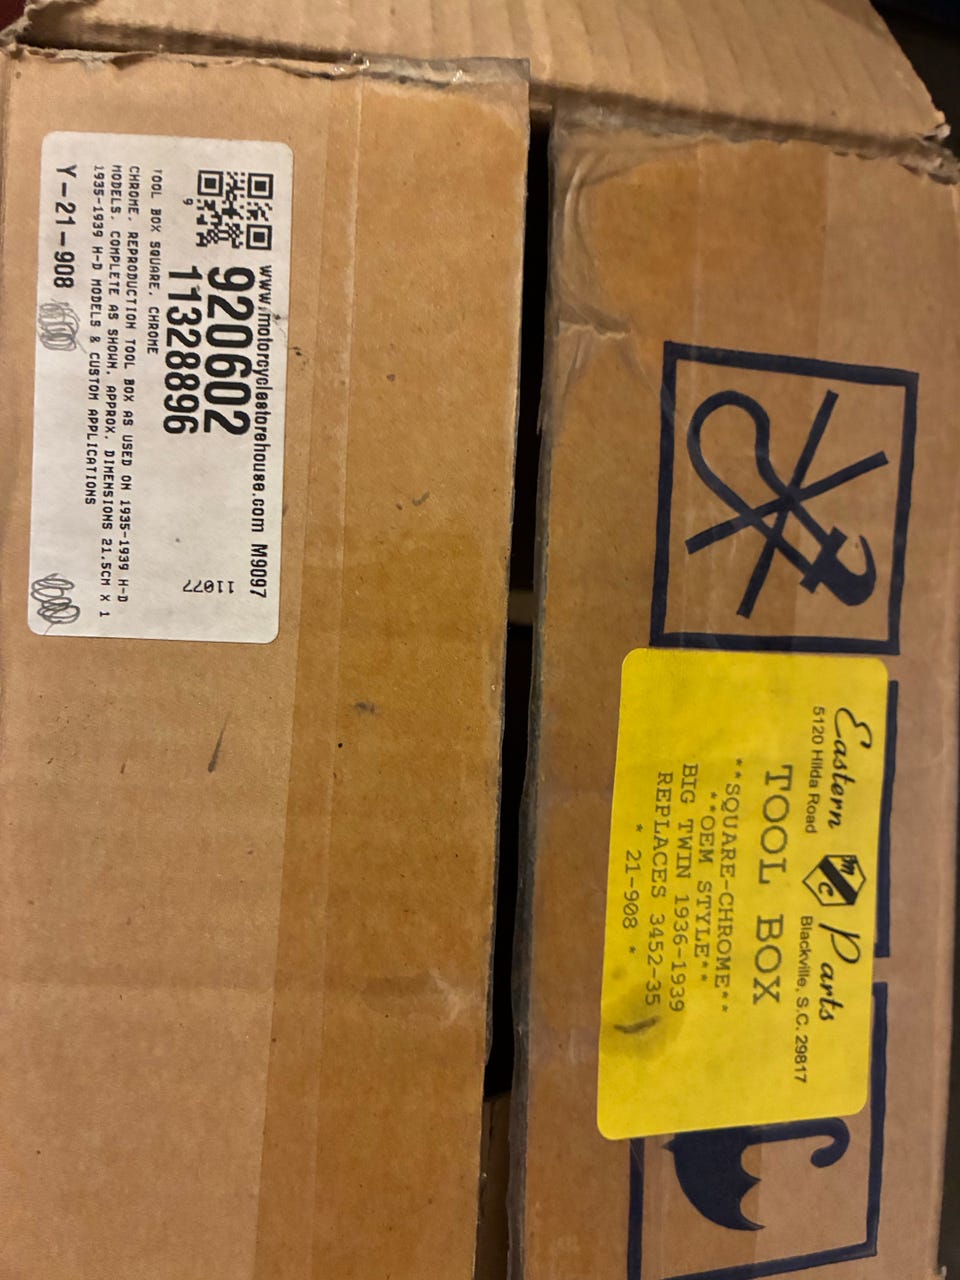 www.motorcyclestorehouse.com M9097
920602
11328896
9
11077
TOOL BOX SQUARE, CHROME
CHROME, REPRODUCTION TOOL BOX AS USED ON 1935-1939 H-D
MODELS. COMPLETE AS SHOWN. APPROX. DIMENSIONS 21.5CM X 1
1935-1939 H-D MODELS & CUSTOM APPLICATIONS
Y-21-908
Eastern mc Parts
5120 Hilda Road Blackville, S.C. 29817
TOOL BOX
**SQUARE-CHROME**
**OEM STYLE**
BIG TWIN 1936-1939
REPLACES 3452-35
* 21-908 *